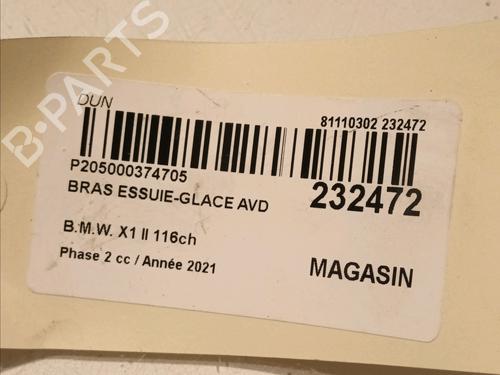 B-PARTS
DUN
81110302 232472
P205000374705
232472
BRAS ESSUIE-GLACE AVD
B.M.W. X1 II 116ch
Phase 2 cc / Année 2021
MAGASIN